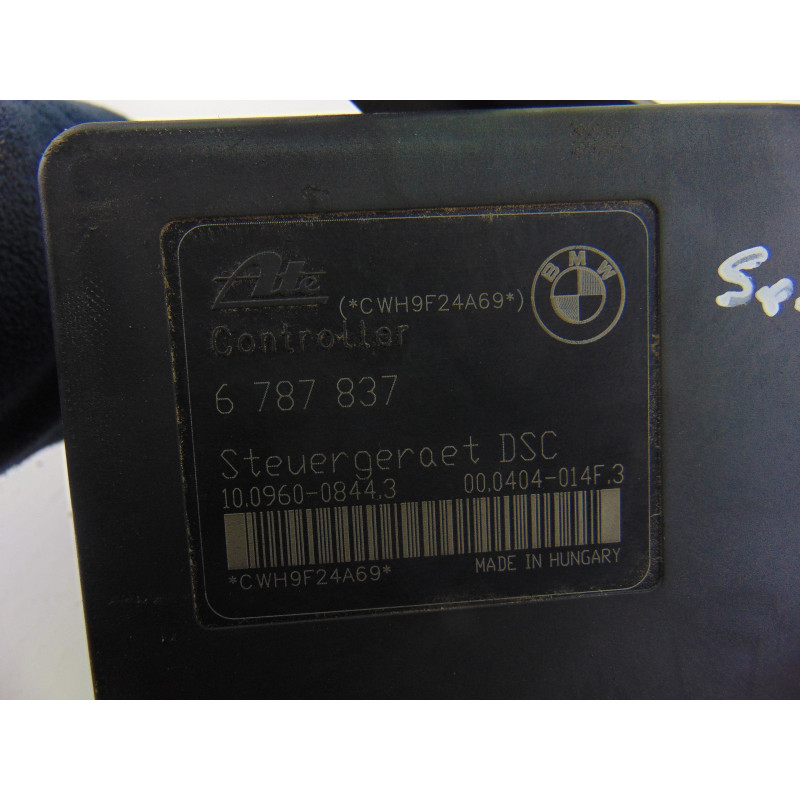 Ate (*CWH9F24A69*)
BMW
Controller
6 787 837
Steuergeraet DSC
10.0960-0844.3 00.0404-014F.3
*CWH9F24A69* MADE IN HUNGARY